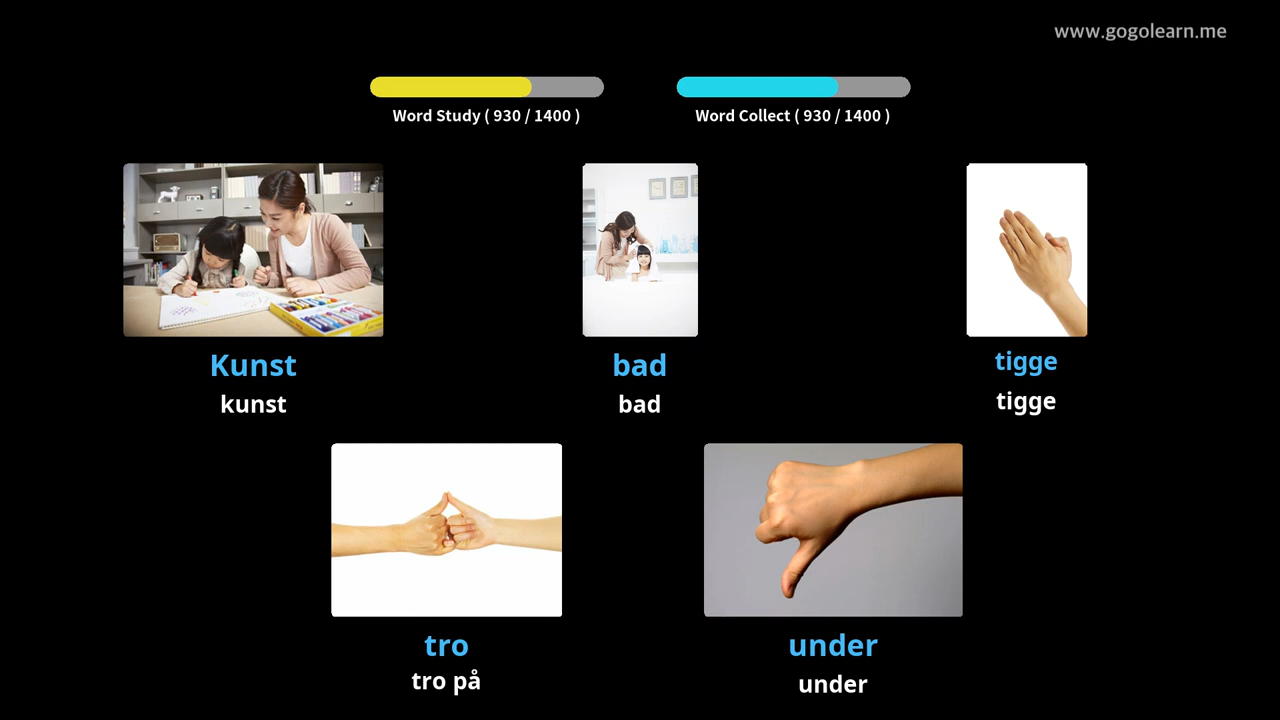 www.gogolearn.me
Word Study ( 930 / 1400 )
Word Collect ( 930 / 1400 )
Kunst
kunst
bad
bad
tigge
tigge
tro
tro på
under
under